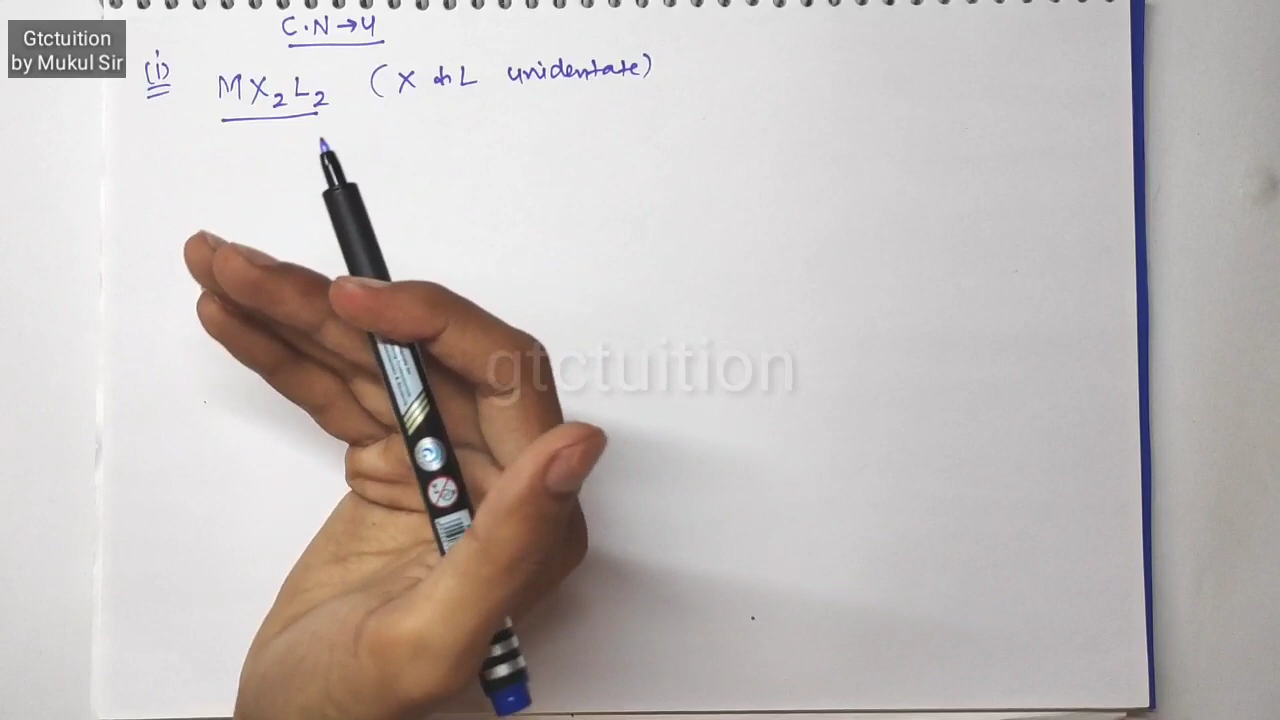 Gtctuition
by Mukul Sir
C.N → 4
(i) MX₂L₂ (X L unidentate)
gtctuition